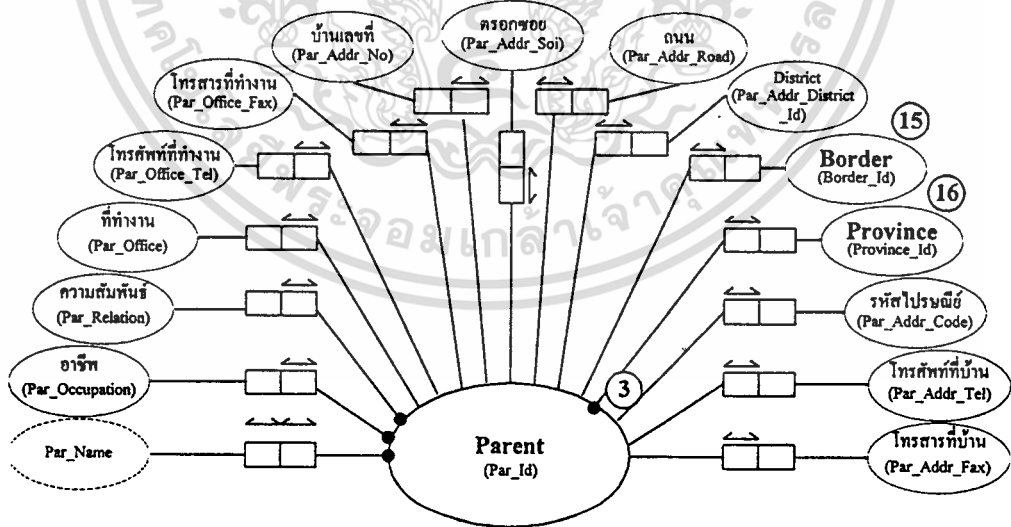 บ้านเลขที่
(Par_Addr_No)
ตรอกซอย
(Par_Addr_Soi)
ถนน
(Par_Addr_Road)
โทรสารที่ทำงาน
(Par_Office_Fax)
District
(Par_Addr_District
_Id)
15
โทรศัพท์ที่ทำงาน
(Par_Office_Tel)
Border
(Border_Id)
16
ที่ทำงาน
(Par_Office)
Province
(Province_Id)
ความสัมพันธ์
(Par_Relation)
รหัสไปรษณีย์
(Par_Addr_Code)
อาชีพ
(Par_Occupation)
โทรศัพท์ที่บ้าน
(Par_Addr_Tel)
3
Par_Name
Parent
(Par_Id)
โทรสารที่บ้าน
(Par_Addr_Fax)